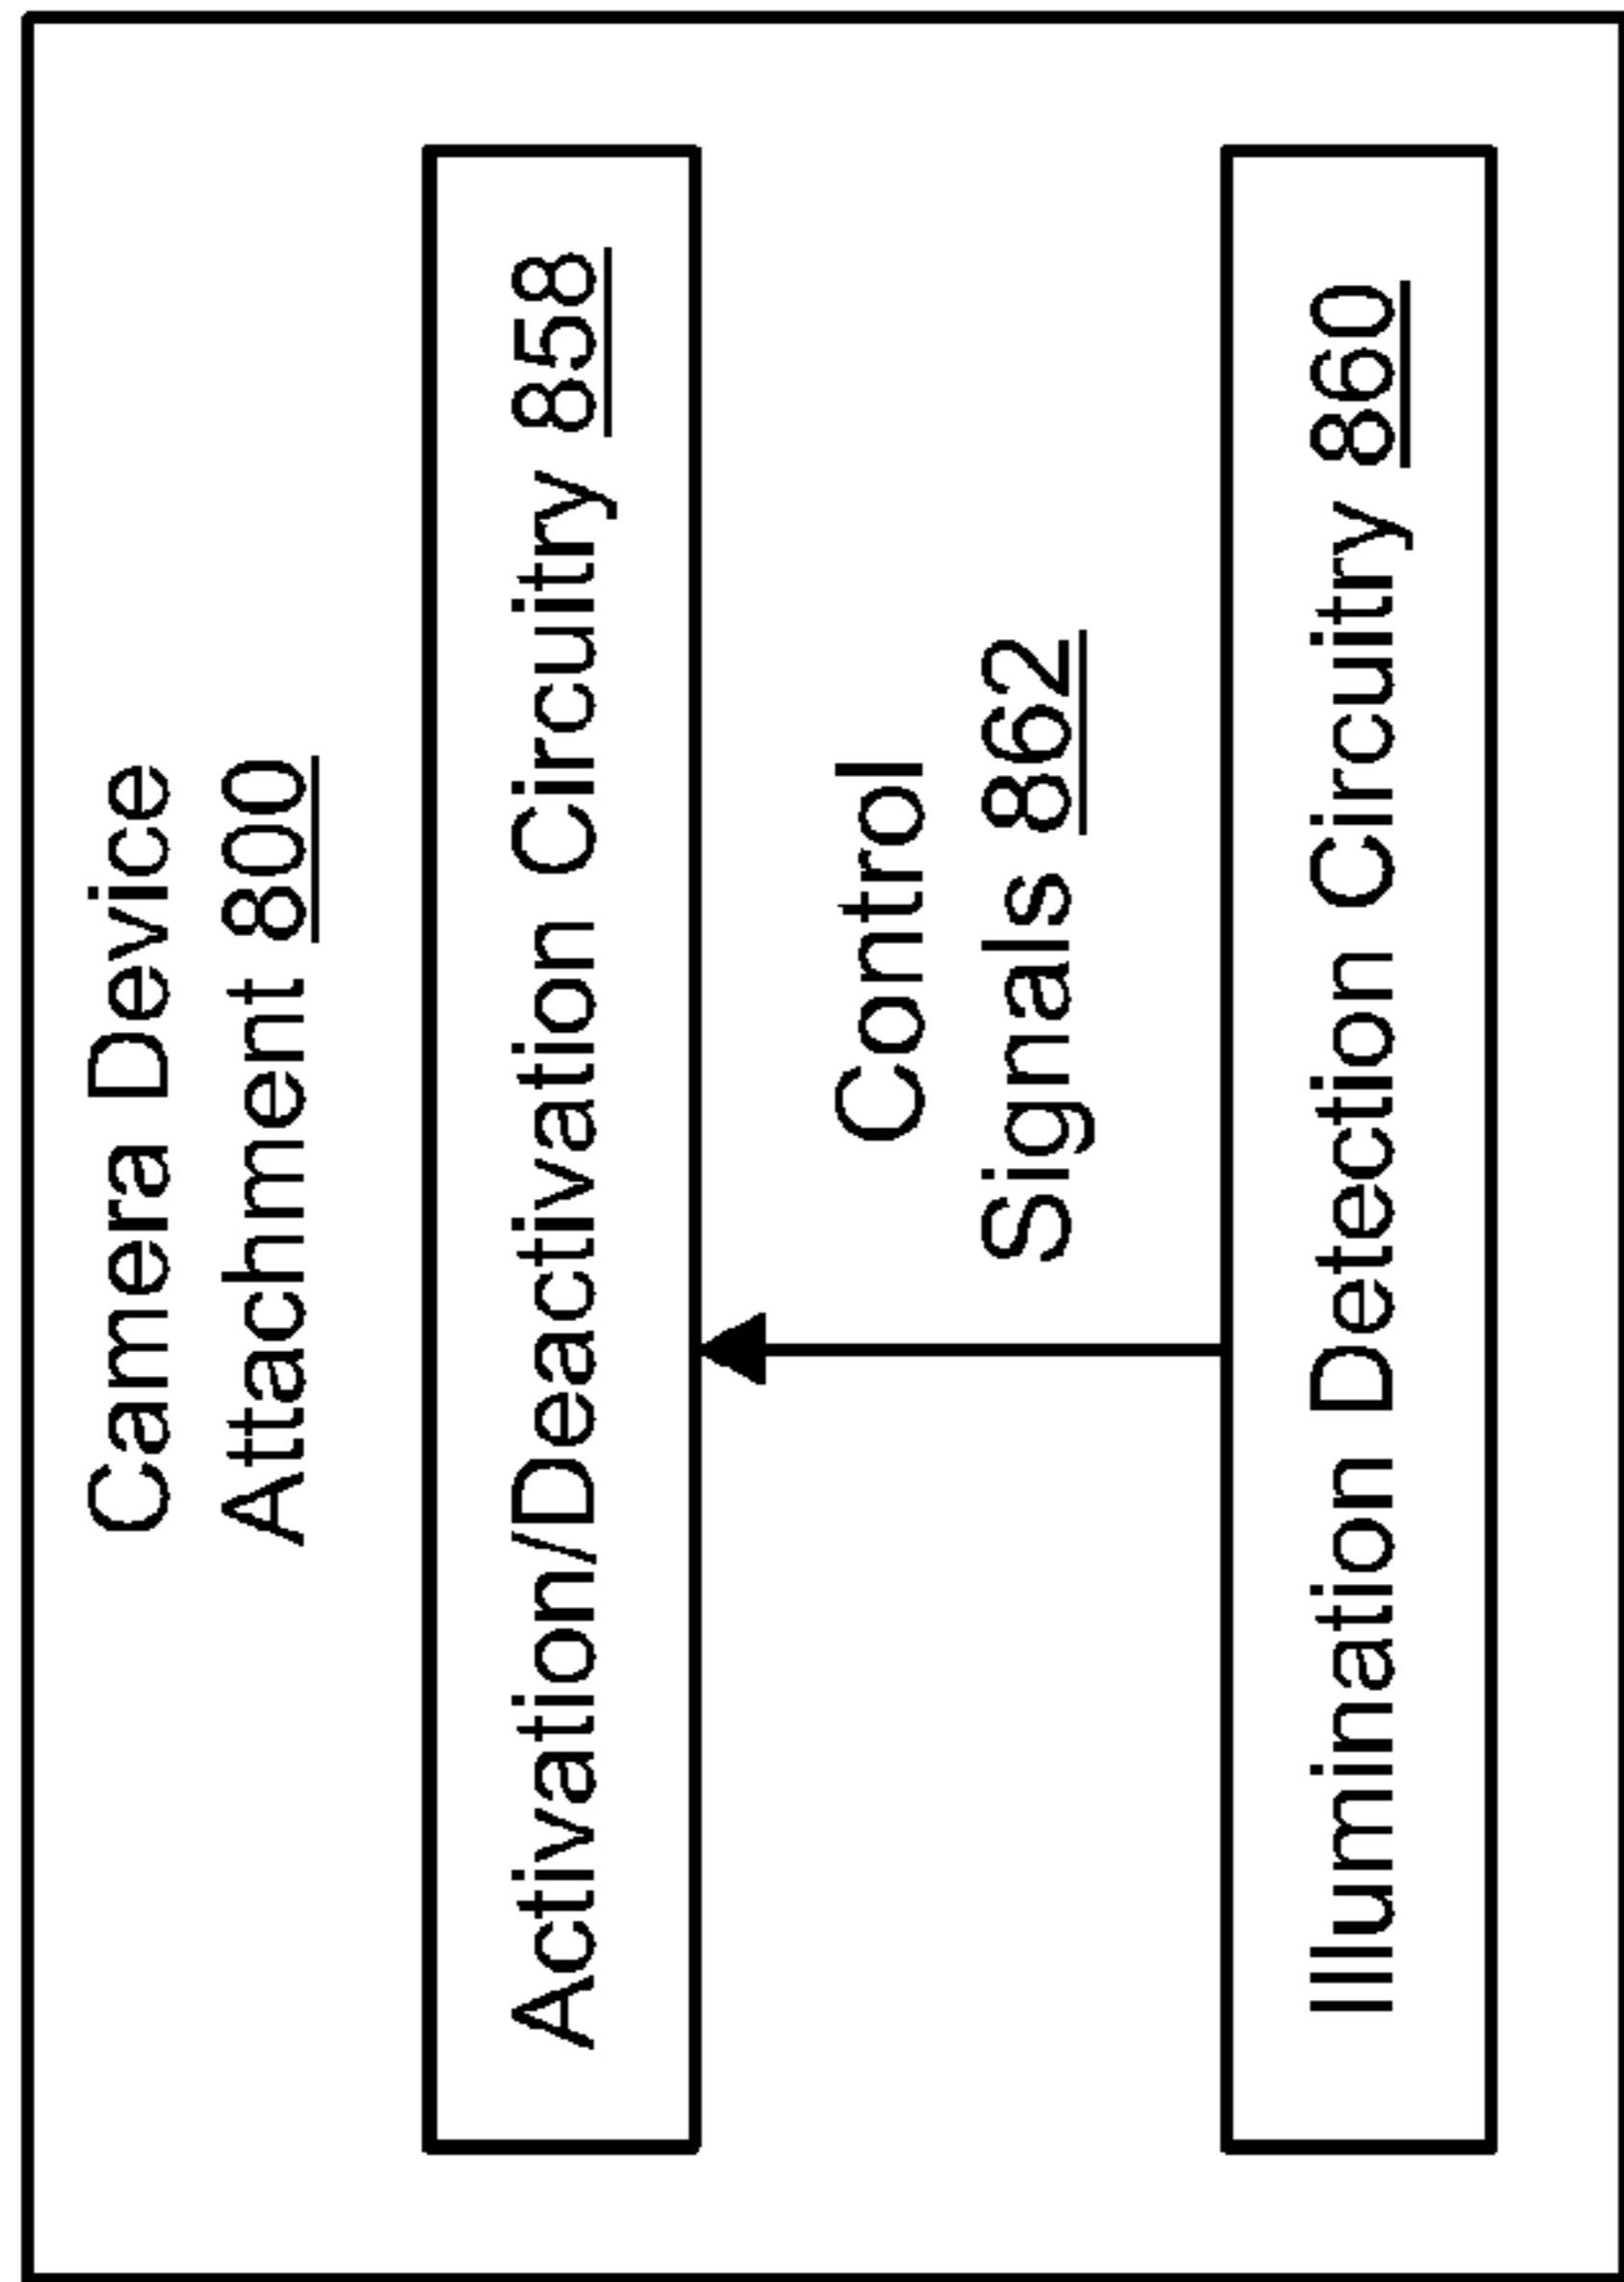 Camera Device
Attachment 800
Activation/Deactivation Circuitry 858
Control
Signals 862
Illumination Detection Circuitry 860